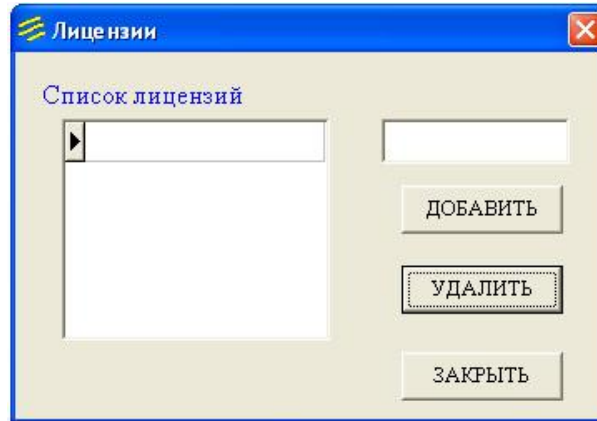 Лицензии
Список лицензий
ДОБАВИТЬ
УДАЛИТЬ
ЗАКРЫТЬ